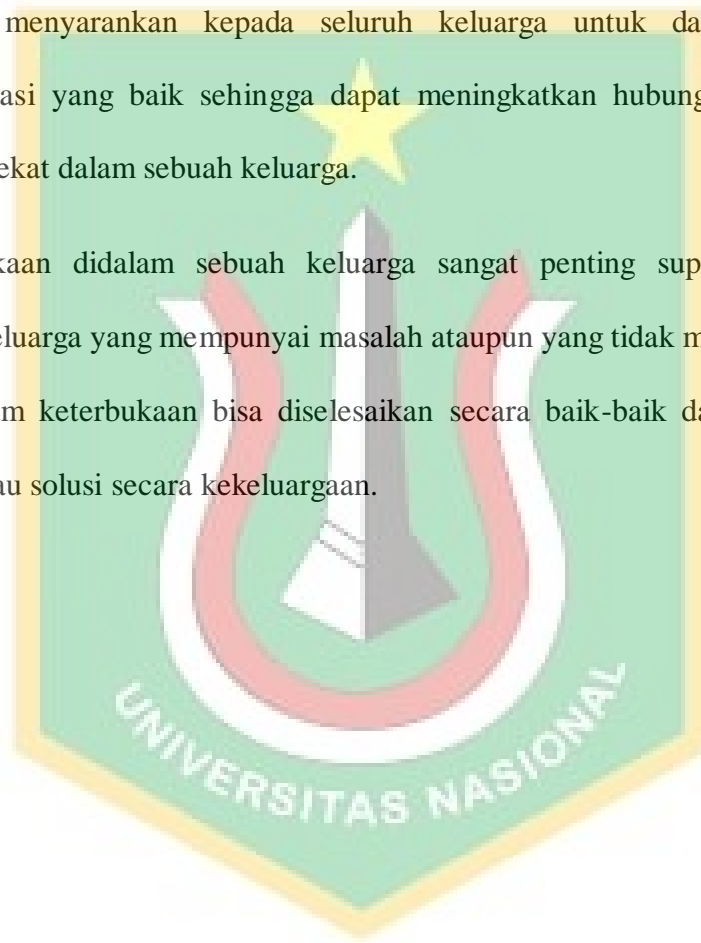 menyarankan kepada seluruh keluarga untuk da
asi yang baik sehingga dapat meningkatkan hubung
ekat dalam sebuah keluarga.
kaan didalam sebuah keluarga sangat penting sup
eluarga yang mempunyai masalah ataupun yang tidak m
m keterbukaan bisa diselesaikan secara baik-baik da
au solusi secara kekeluargaan.
UNIVERSITAS NASIONAL